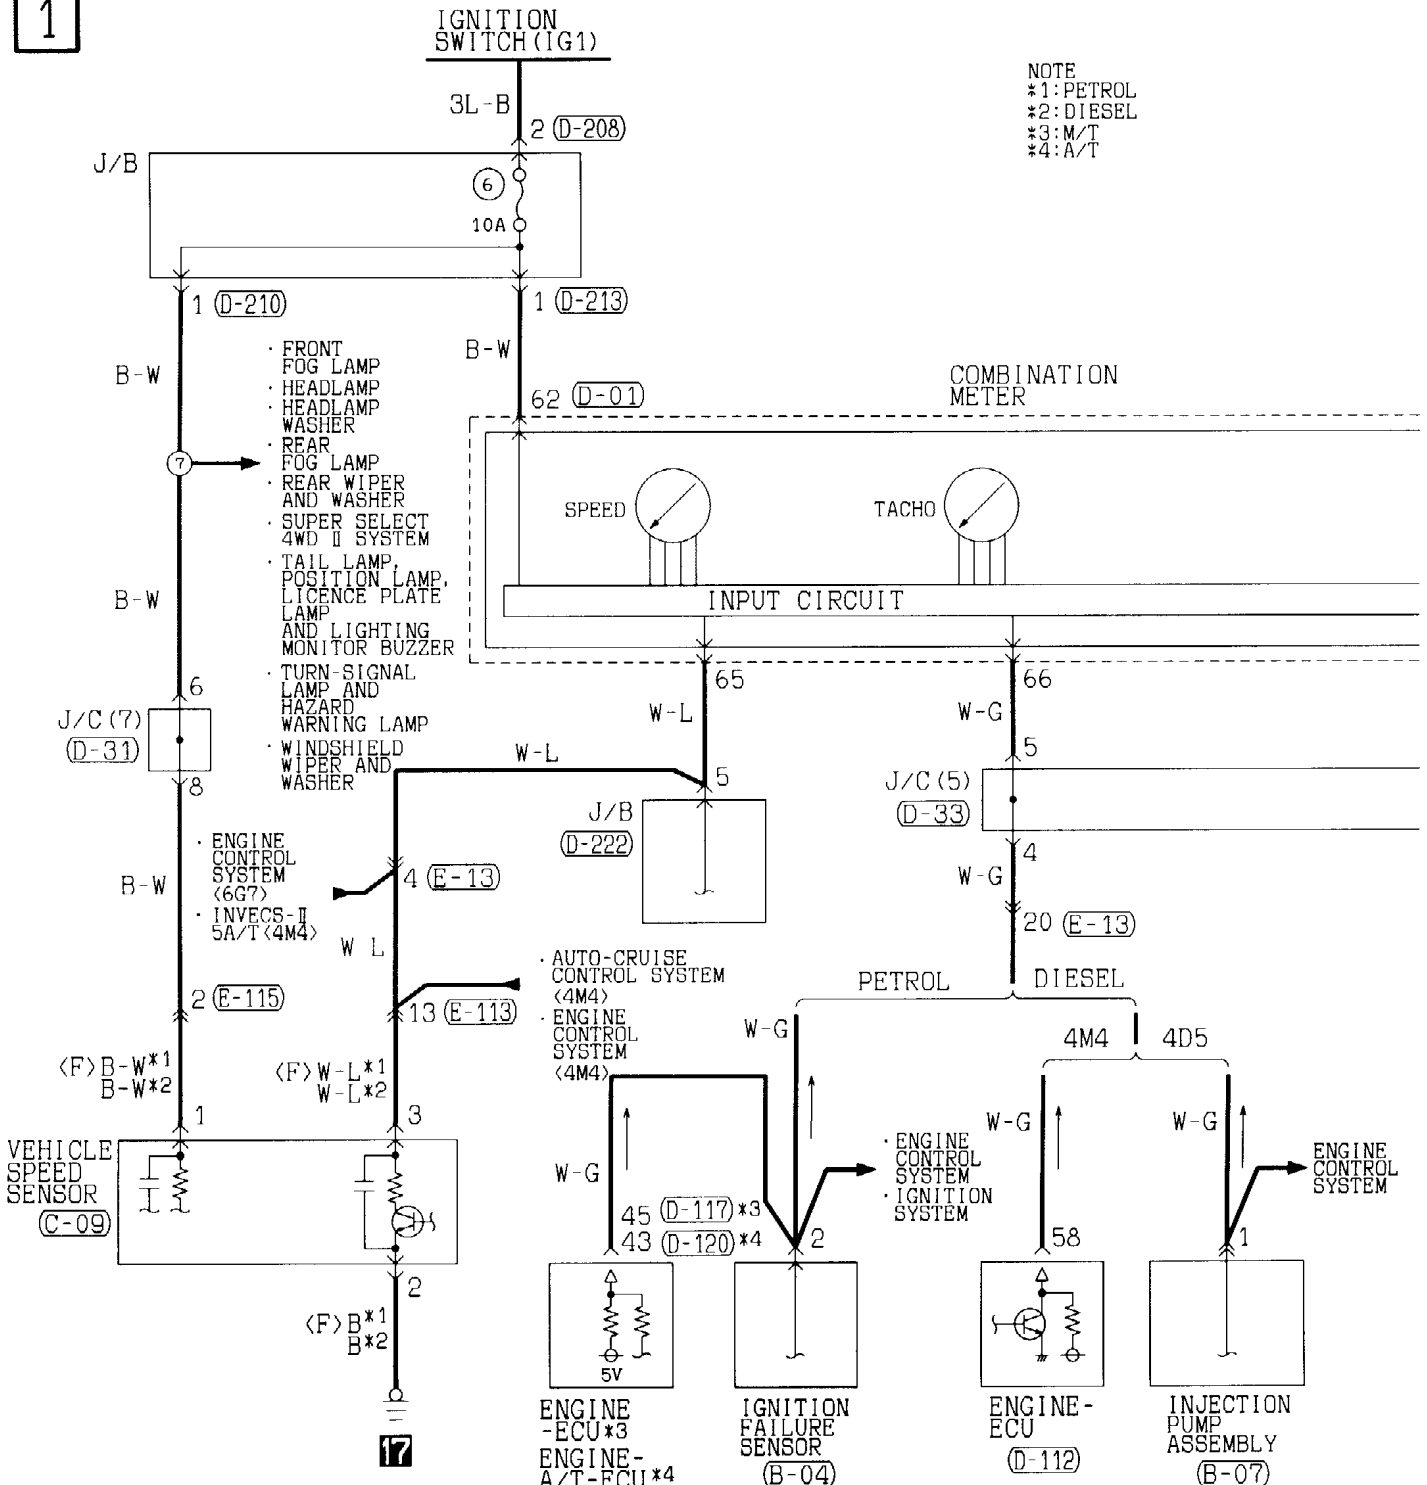 1
IGNITION
SWITCH(IG1)
NOTE
*1:PETROL
*2:DIESEL
*3:M/T
*4:A/T
3L-B
2 (D-208)
J/B
6
10A
1 (D-210)
1 (D-213)
B-W
B-W
62 (D-01)
· FRONT
FOG LAMP
· HEADLAMP
· HEADLAMP
WASHER
· REAR
FOG LAMP
· REAR WIPER
AND WASHER
· SUPER SELECT
4WD Ⅱ SYSTEM
· TAIL LAMP,
POSITION LAMP,
LICENCE PLATE
LAMP
AND LIGHTING
MONITOR BUZZER
· TURN-SIGNAL
LAMP AND
HAZARD
WARNING LAMP
· WINDSHIELD
WIPER AND
WASHER
7
COMBINATION
METER
SPEED
TACHO
INPUT CIRCUIT
B-W
6
65
66
J/C(7)
(D-31)
W-L
W-G
W-L
5
5
8
J/B
(D-222)
J/C(5)
(D-33)
· ENGINE
CONTROL
SYSTEM
<6G7>
· INVECS-Ⅱ
5A/T<4M4>
B-W
4 (E-13)
4
W-G
20 (E-13)
W L
· AUTO-CRUISE
CONTROL SYSTEM
<4M4>
· ENGINE
CONTROL
SYSTEM
<4M4>
2 (E-115)
13 (E-113)
PETROL
DIESEL
W-G
4M4
4D5
<F>B-W*1
B-W*2
<F>W-L*1
W-L*2
1
3
W-G
W-G
W-G
· ENGINE
CONTROL
SYSTEM
· IGNITION
SYSTEM
ENGINE
CONTROL
SYSTEM
VEHICLE
SPEED
SENSOR
(C-09)
45 (D-117)*3
43 (D-120)*4
2
58
1
2
<F>B*1
B*2
17
5V
ENGINE
-ECU*3
ENGINE-
A/T-ECU*4
IGNITION
FAILURE
SENSOR
(B-04)
ENGINE-
ECU
(D-112)
INJECTION
PUMP
ASSEMBLY
(B-07)